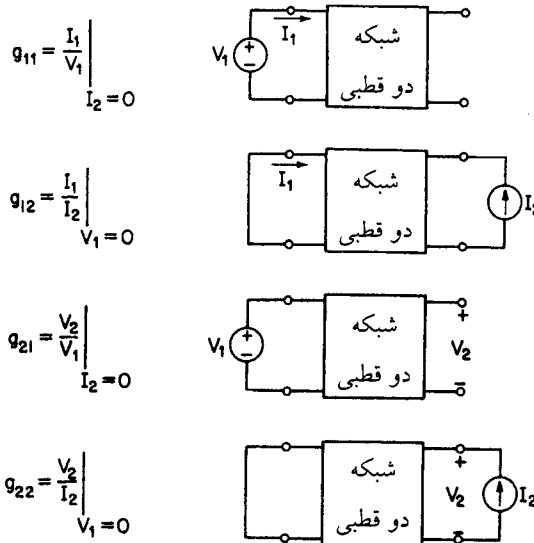 g₁₁ = I₁/V₁ | I₂ = 0
V₁ + − I₁ شبکه
دو قطبی
g₁₂ = I₁/I₂ | V₁ = 0
I₁ شبکه I₂
دو قطبی
g₂₁ = V₂/V₁ | I₂ = 0
V₁ + − شبکه + V₂ −
دو قطبی
g₂₂ = V₂/I₂ | V₁ = 0
شبکه + V₂ − I₂
دو قطبی